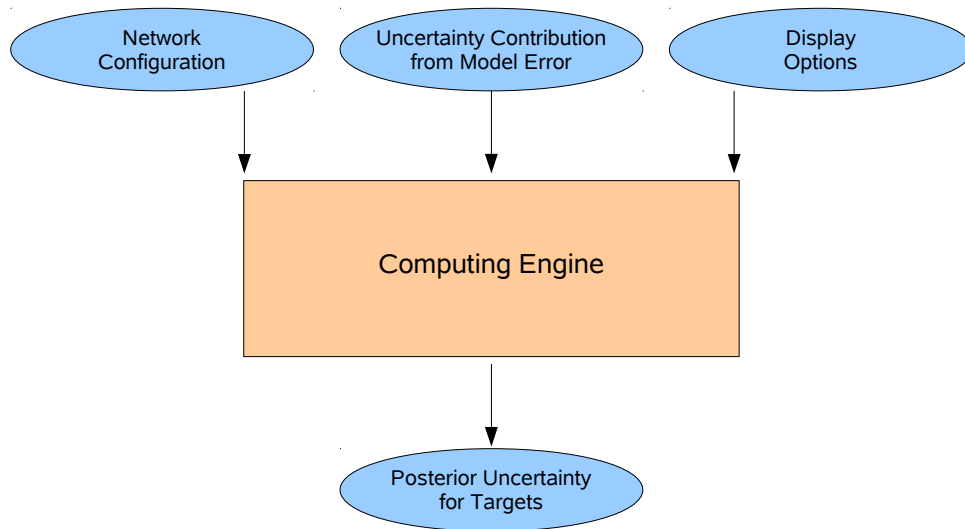 Network
Configuration
Uncertainty Contribution
from Model Error
Display
Options
Computing Engine
Posterior Uncertainty
for Targets